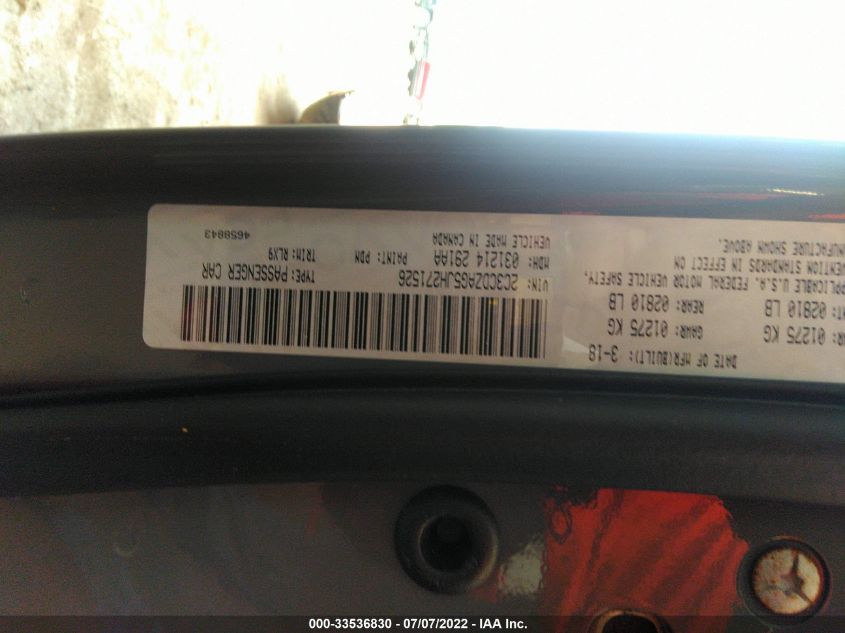 DATE OF MFR(BUILT): 3-18
01275 KG GAWR: 01275 KG
02810 LB REAR: 02810 LB
U.S.A. FEDERAL MOTOR VEHICLE SAFETY,
VENTION STANDARDS IN EFFECT ON
NUFACTURE SHOWN ABOVE.
VIN: 2C3CDZAG5JH271526
TYPE: PASSENGER CAR
MDH: 031214 291AA PAINT: PDN TRIM: RLX9
VEHICLE MADE IN CANADA 4658843
000-33536830 - 07/07/2022 - IAA Inc.